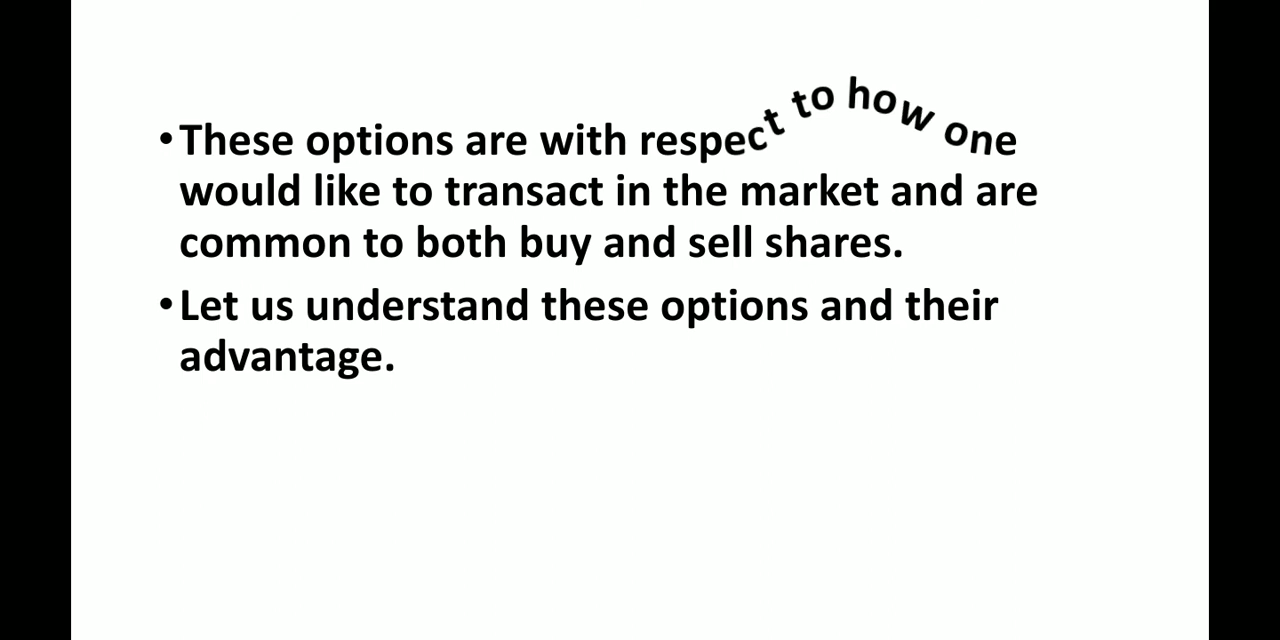 •These options are with respect to how one
would like to transact in the market and are
common to both buy and sell shares.
•Let us understand these options and their
advantage.